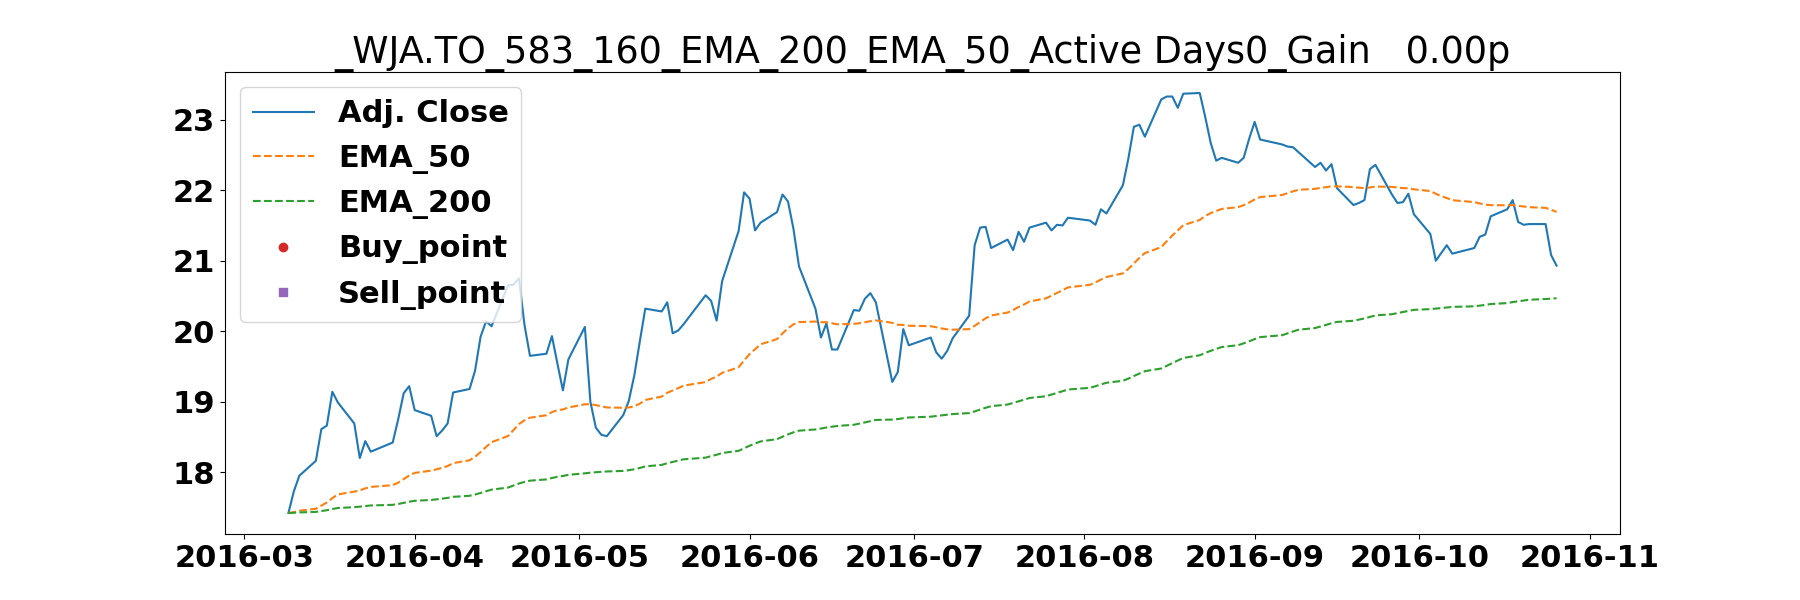 _WJA.TO_583_160_EMA_200_EMA_50_Active Days0_Gain   0.00p
Adj. Close
EMA_50
EMA_200
Buy_point
Sell_point
23
22
21
20
19
18
2016-03 2016-04 2016-05 2016-06 2016-07 2016-08 2016-09 2016-10 2016-11